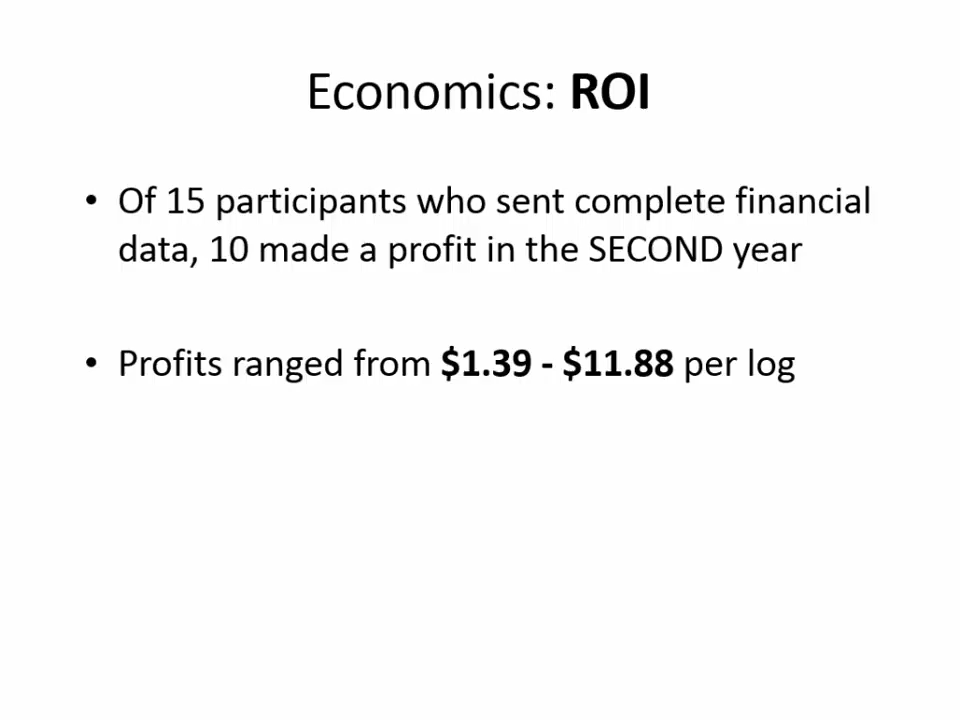 Economics: ROI
• Of 15 participants who sent complete financial
data, 10 made a profit in the SECOND year
• Profits ranged from $1.39 - $11.88 per log